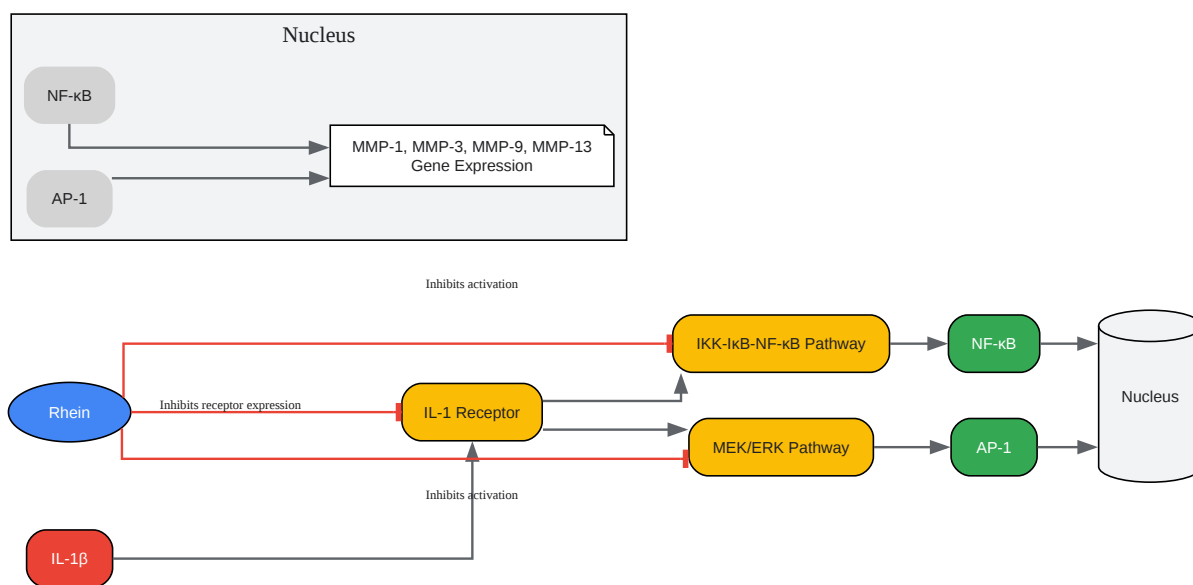 Nucleus
NF-κB
MMP-1, MMP-3, MMP-9, MMP-13
Gene Expression
AP-1
Inhibits activation
IKK-IκB-NF-κB Pathway
NF-κB
Nucleus
Rhein
Inhibits receptor expression
IL-1 Receptor
MEK/ERK Pathway
AP-1
Inhibits activation
IL-1β